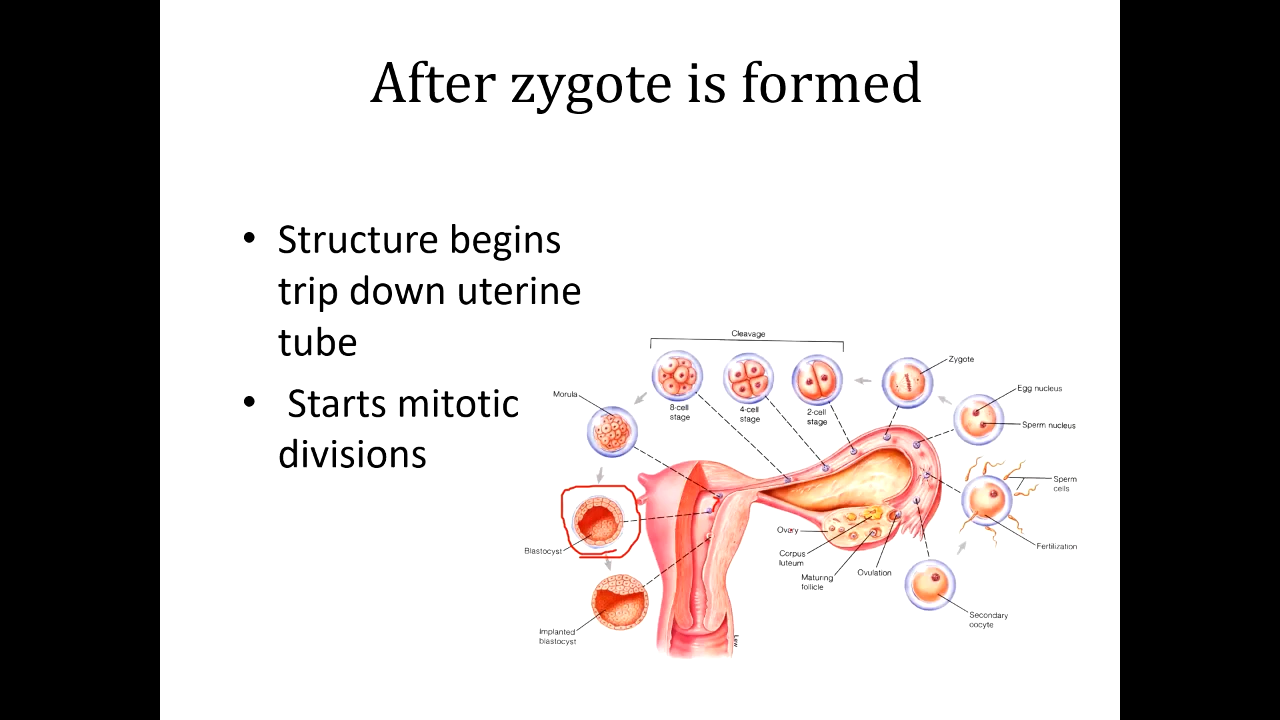 After zygote is formed
• Structure begins
trip down uterine
tube
• Starts mitotic
divisions
Cleavage
Zygote
Egg nucleus
Sperm nucleus
Sperm
cells
Fertilization
Secondary
oocyte
Ovulation
Maturing
follicle
Corpus
luteum
Ovary
2-cell
stage
4-cell
stage
8-cell
stage
Morula
Blastocyst
Implanted
blastocyst